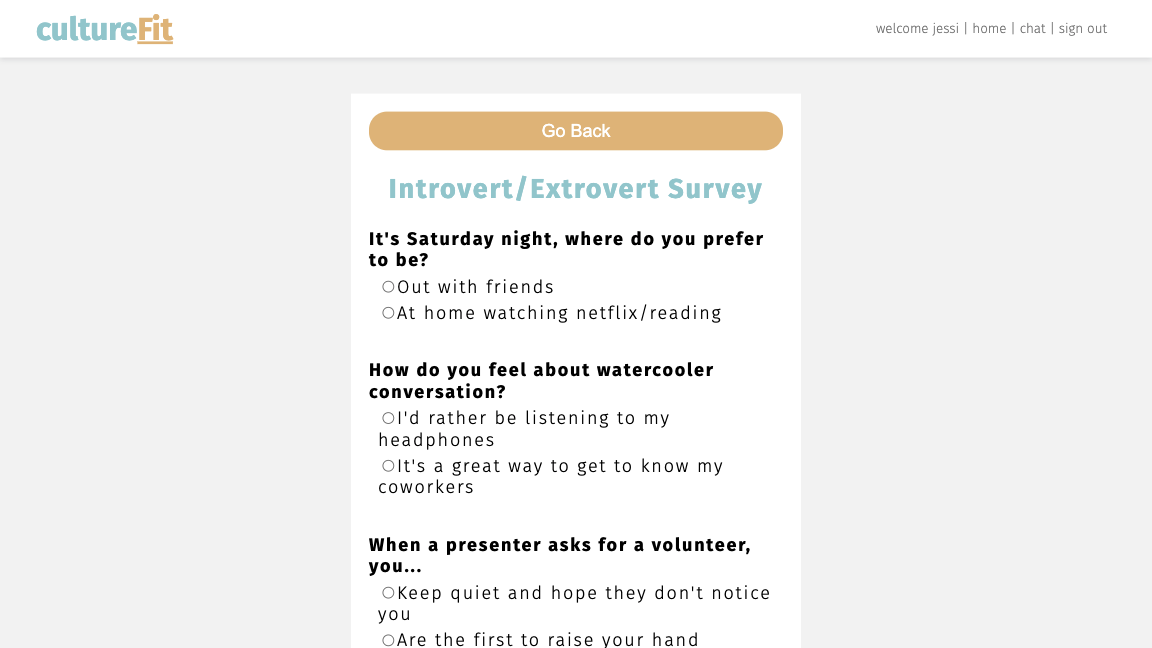 cultureFit
welcome jessi | home | chat | sign out
Go Back
Introvert/Extrovert Survey
It's Saturday night, where do you prefer
to be?
Out with friends
At home watching netflix/reading
How do you feel about watercooler
conversation?
I'd rather be listening to my
headphones
It's a great way to get to know my
coworkers
When a presenter asks for a volunteer,
you...
Keep quiet and hope they don't notice
you
Are the first to raise your hand